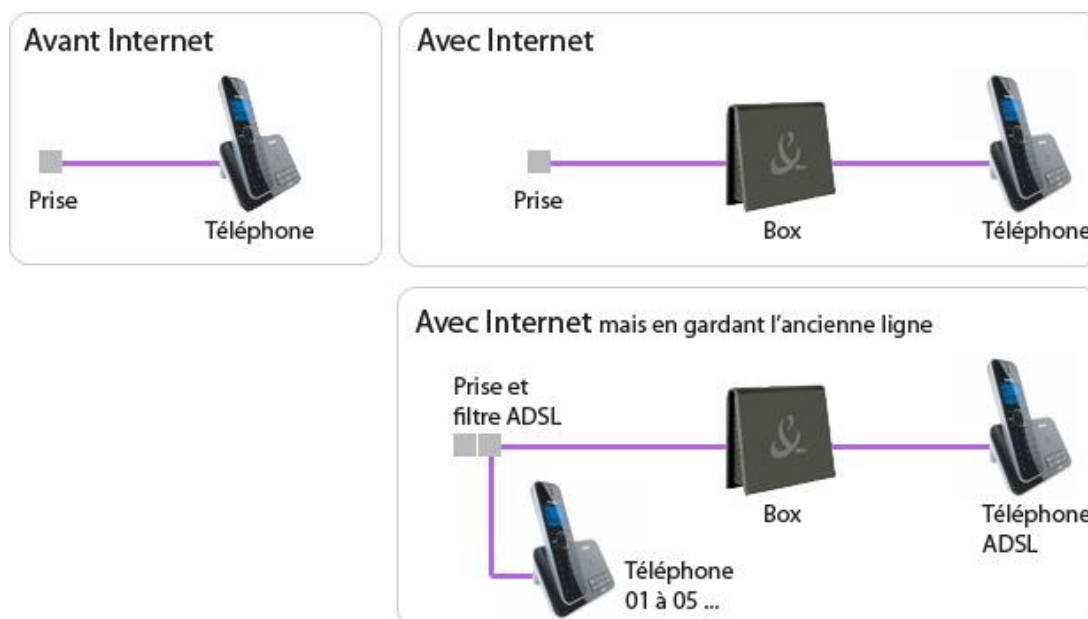 Avant Internet
Prise
Téléphone
Avec Internet
Prise
Box
Téléphone
Avec Internet mais en gardant l'ancienne ligne
Prise et
filtre ADSL
Box
Téléphone
ADSL
Téléphone
01 à 05 ...